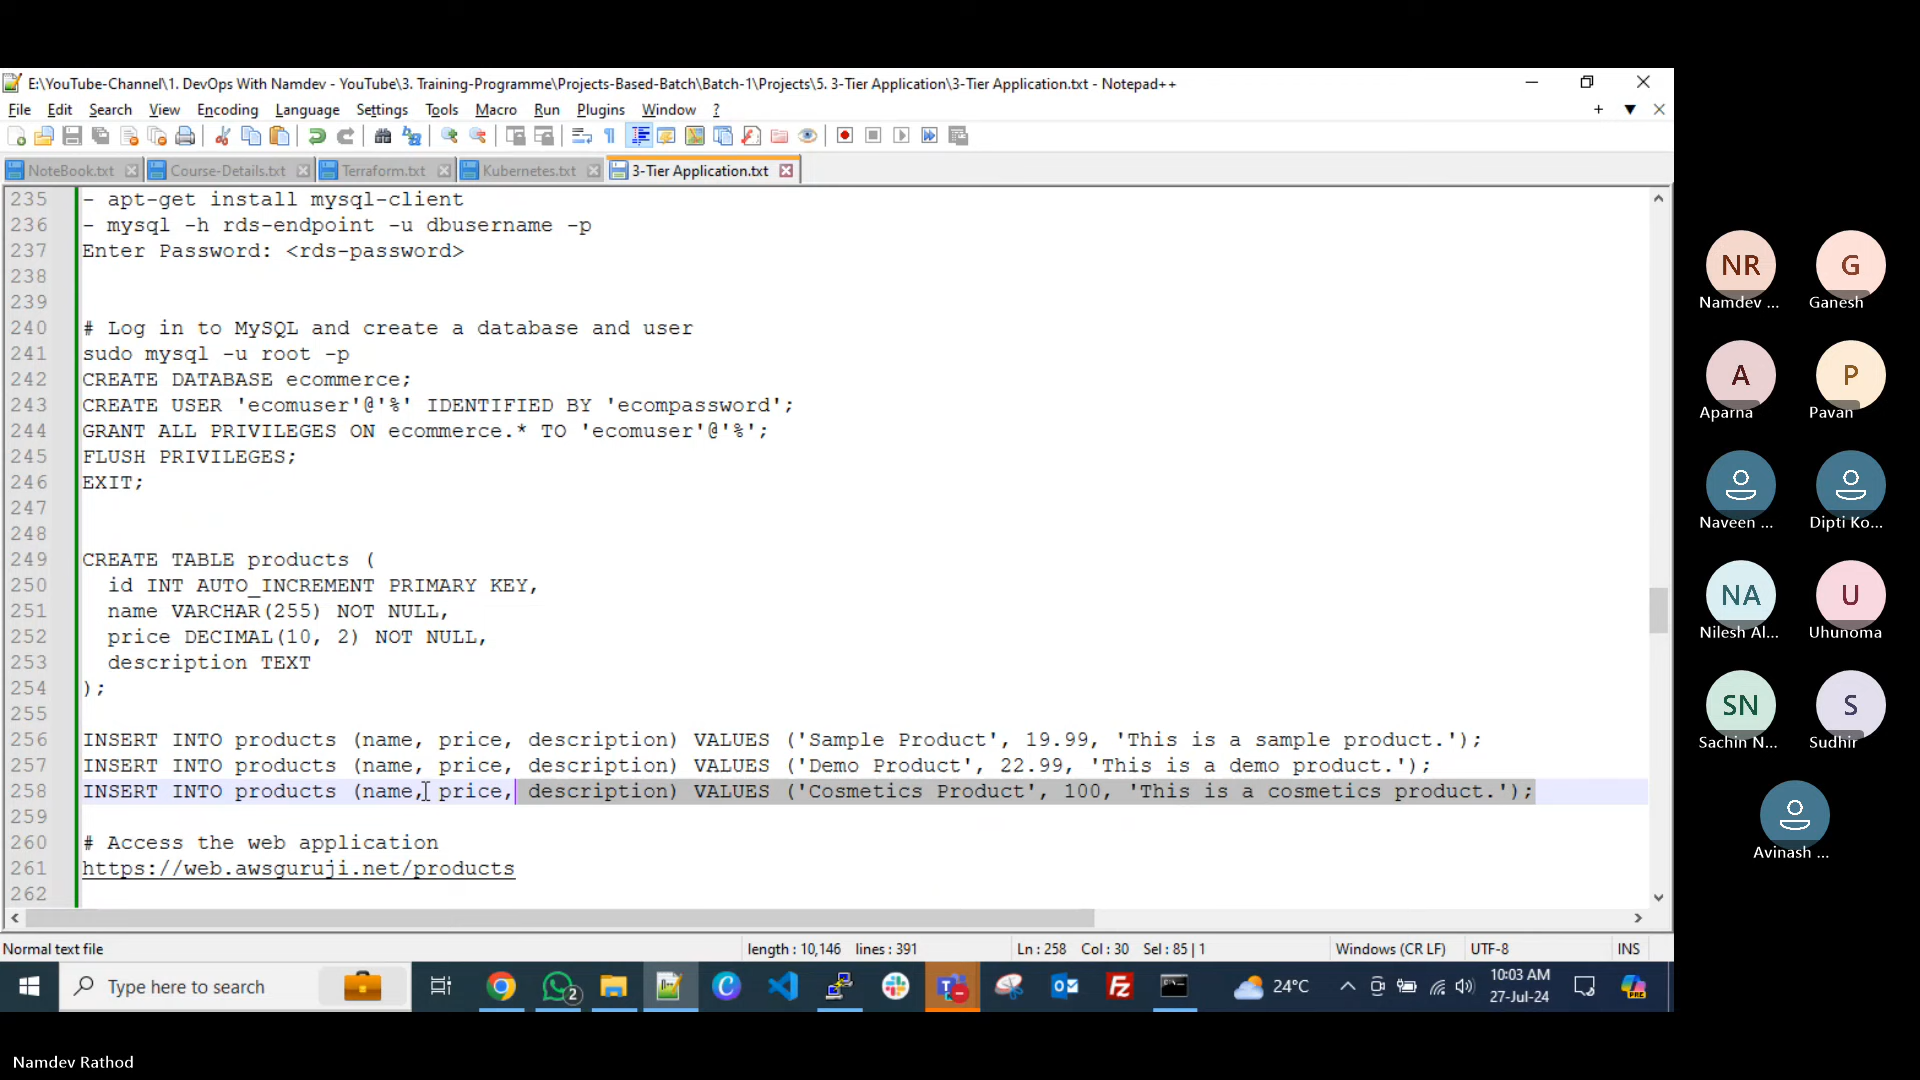 E:\YouTube-Channel\1. DevOps With Namdev - YouTube\3. Training-Programme\Projects-Based-Batch\Batch-1\Projects\5. 3-Tier Application\3-Tier Application.txt - Notepad++
File Edit Search View Encoding Language Settings Tools Macro Run Plugins Window ?
NoteBook.txt Course-Details.txt Terraform.txt Kubernetes.txt 3-Tier Application.txt
235 - apt-get install mysql-client
236 - mysql -h rds-endpoint -u dbusername -p
237 Enter Password: <rds-password>
238
239
240 # Log in to MySQL and create a database and user
241 sudo mysql -u root -p
242 CREATE DATABASE ecommerce;
243 CREATE USER 'ecomuser'@'%' IDENTIFIED BY 'ecompassword';
244 GRANT ALL PRIVILEGES ON ecommerce.* TO 'ecomuser'@'%';
245 FLUSH PRIVILEGES;
246 EXIT;
247
248
249 CREATE TABLE products (
250 id INT AUTO_INCREMENT PRIMARY KEY,
251 name VARCHAR(255) NOT NULL,
252 price DECIMAL(10, 2) NOT NULL,
253 description TEXT
254 );
255
256 INSERT INTO products (name, price, description) VALUES ('Sample Product', 19.99, 'This is a sample product.');
257 INSERT INTO products (name, price, description) VALUES ('Demo Product', 22.99, 'This is a demo product.');
258 INSERT INTO products (name, price, description) VALUES ('Cosmetics Product', 100, 'This is a cosmetics product.');
259
260 # Access the web application
261 https://web.awsguruji.net/products
262
Normal text file length : 10,146 lines : 391 Ln : 258 Col : 30 Sel : 85 | 1 Windows (CR LF) UTF-8 INS
Type here to search 2 24°C 10:03 AM
27-Jul-24
NR G
Namdev ... Ganesh
A P
Aparna Pavan
Naveen ... Dipti Ko...
NA U
Nilesh Al... Uhunoma
SN S
Sachin N... Sudhir
Avinash ...
Namdev Rathod